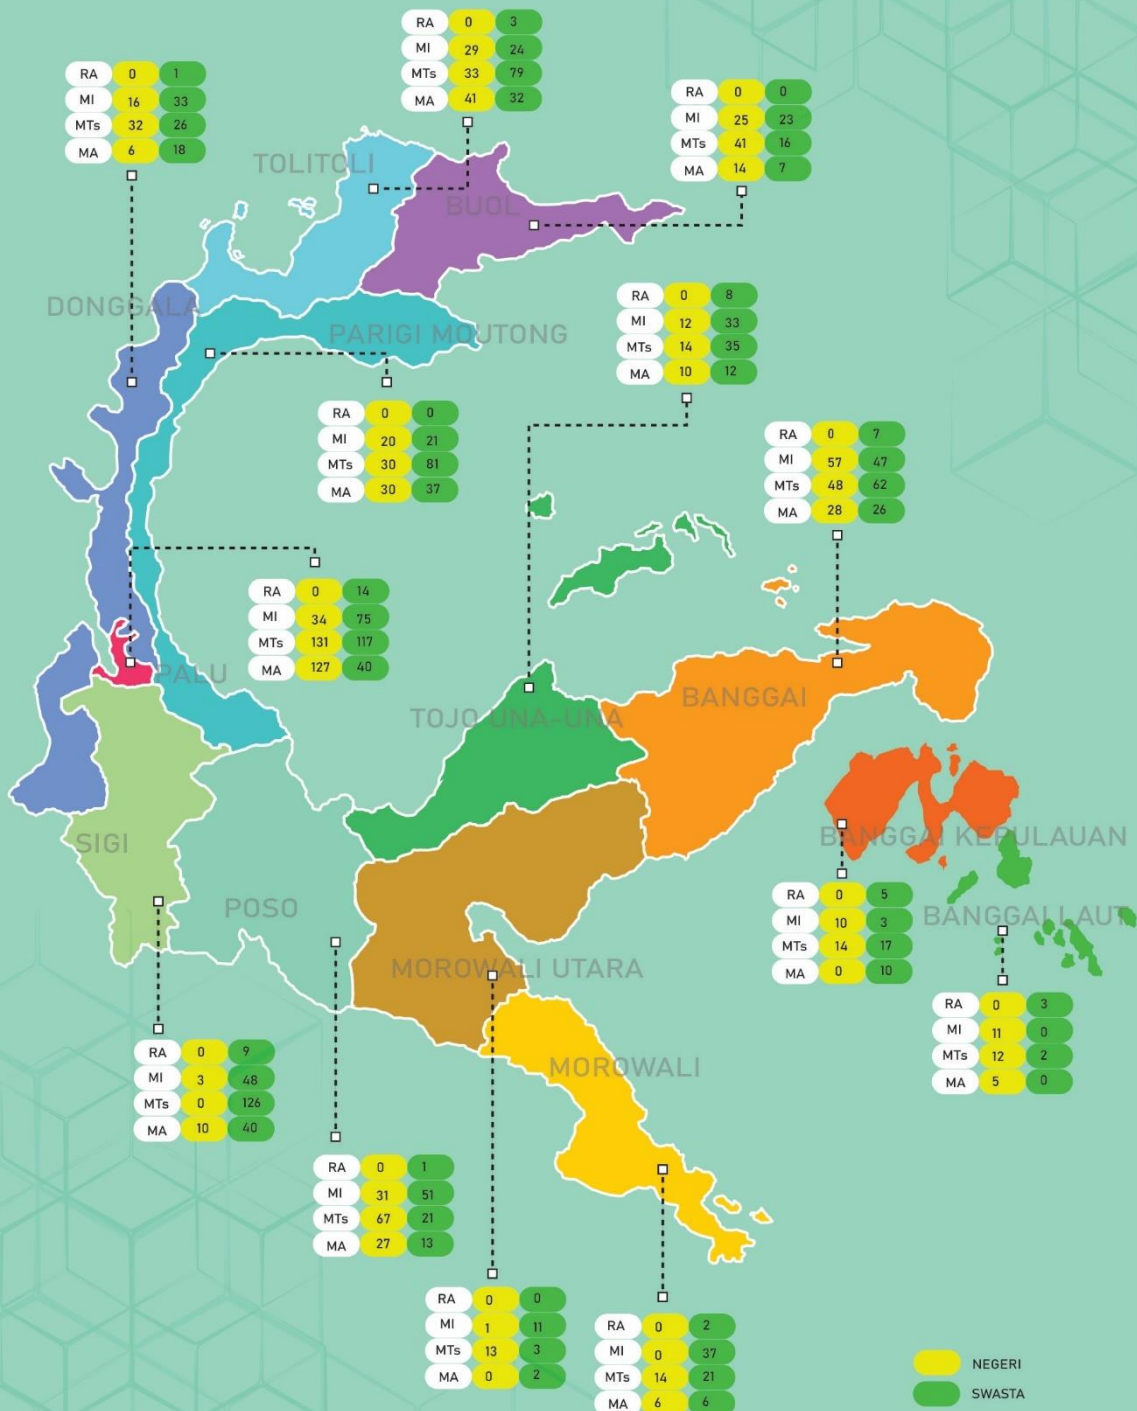 RA 0 3
MI 29 24
MTs 33 79
MA 41 32
RA 0 1
MI 16 33
MTs 32 26
MA 6 18
RA 0 0
MI 25 23
MTs 41 16
MA 14 7
TOLITOLI
BUOL
DONGGALA
PARIGI MOUTONG
RA 0 8
MI 12 33
MTs 14 35
MA 10 12
RA 0 0
MI 20 21
MTs 30 81
MA 30 37
RA 0 7
MI 57 47
MTs 48 62
MA 28 26
RA 0 14
MI 34 75
MTs 131 117
MA 127 40
PALU
BANGGAI
TOJO UNA-UNA
SIGI
BANGGAI KEPULAUAN
RA 0 5
MI 10 3
MTs 14 17
MA 0 10
POSO
BANGGAI LAUT
MOROWALI UTARA
RA 0 3
MI 11 0
MTs 12 2
MA 5 0
RA 0 9
MI 3 48
MTs 0 126
MA 10 40
MOROWALI
RA 0 1
MI 31 51
MTs 67 21
MA 27 13
RA 0 0
MI 1 11
MTs 13 3
MA 0 2
RA 0 2
MI 0 37
MTs 14 21
MA 6 6
NEGERI
SWASTA